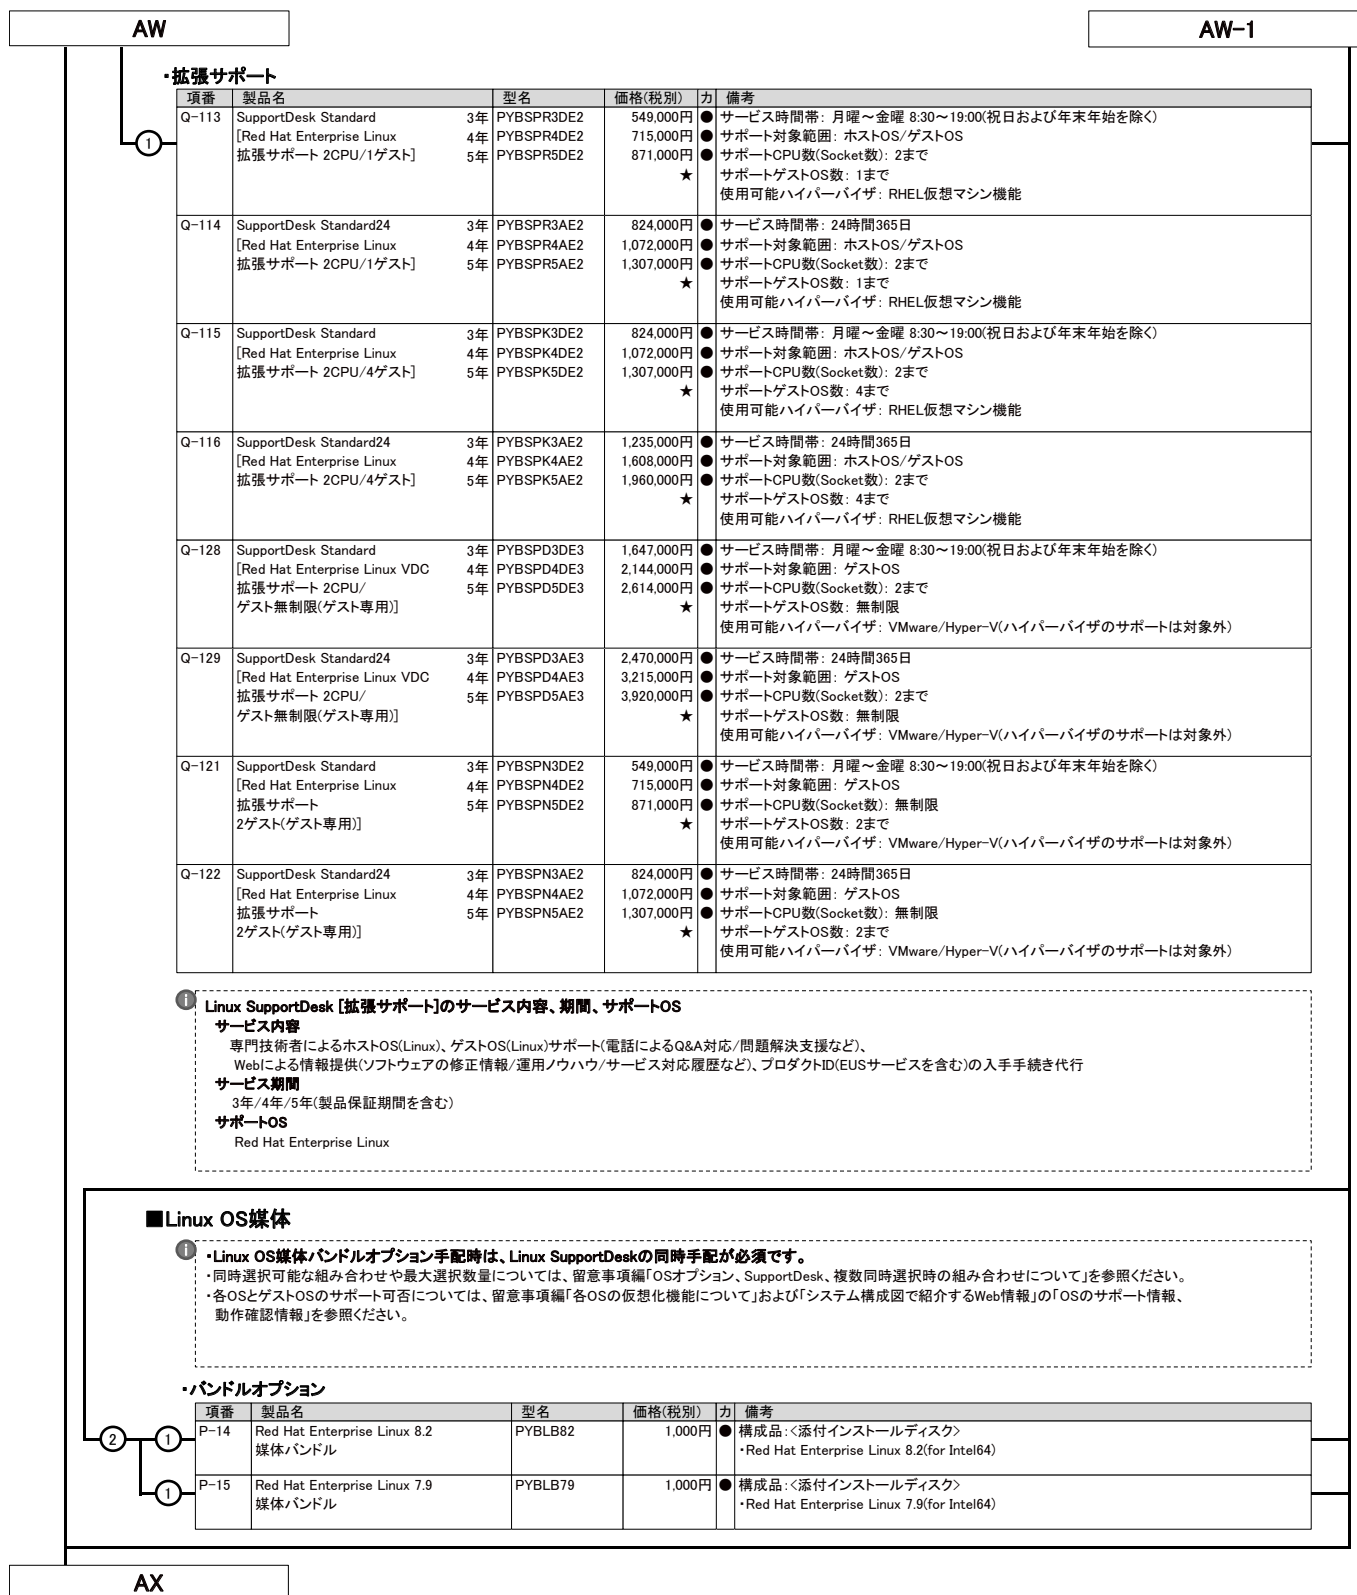 AW
AW-1
・拡張サポート
項番 製品名 型名 価格(税別) カ 備考
Q-113 SupportDesk Standard 3年 PYBSPR3DE2 549,000円 ● サービス時間帯: 月曜～金曜 8:30～19:00(祝日および年末年始を除く)
[Red Hat Enterprise Linux 4年 PYBSPR4DE2 715,000円 ● サポート対象範囲: ホストOS/ゲストOS
① 拡張サポート 2CPU/1ゲスト] 5年 PYBSPR5DE2 871,000円 ● サポートCPU数(Socket数): 2まで
★ サポートゲストOS数: 1まで
使用可能ハイパーバイザ: RHEL仮想マシン機能
Q-114 SupportDesk Standard24 3年 PYBSPR3AE2 824,000円 ● サービス時間帯: 24時間365日
[Red Hat Enterprise Linux 4年 PYBSPR4AE2 1,072,000円 ● サポート対象範囲: ホストOS/ゲストOS
拡張サポート 2CPU/1ゲスト] 5年 PYBSPR5AE2 1,307,000円 ● サポートCPU数(Socket数): 2まで
★ サポートゲストOS数: 1まで
使用可能ハイパーバイザ: RHEL仮想マシン機能
Q-115 SupportDesk Standard 3年 PYBSPK3DE2 824,000円 ● サービス時間帯: 月曜～金曜 8:30～19:00(祝日および年末年始を除く)
[Red Hat Enterprise Linux 4年 PYBSPK4DE2 1,072,000円 ● サポート対象範囲: ホストOS/ゲストOS
拡張サポート 2CPU/4ゲスト] 5年 PYBSPK5DE2 1,307,000円 ● サポートCPU数(Socket数): 2まで
★ サポートゲストOS数: 4まで
使用可能ハイパーバイザ: RHEL仮想マシン機能
Q-116 SupportDesk Standard24 3年 PYBSPK3AE2 1,235,000円 ● サービス時間帯: 24時間365日
[Red Hat Enterprise Linux 4年 PYBSPK4AE2 1,608,000円 ● サポート対象範囲: ホストOS/ゲストOS
拡張サポート 2CPU/4ゲスト] 5年 PYBSPK5AE2 1,960,000円 ● サポートCPU数(Socket数): 2まで
★ サポートゲストOS数: 4まで
使用可能ハイパーバイザ: RHEL仮想マシン機能
Q-128 SupportDesk Standard 3年 PYBSPD3DE3 1,647,000円 ● サービス時間帯: 月曜～金曜 8:30～19:00(祝日および年末年始を除く)
[Red Hat Enterprise Linux VDC 4年 PYBSPD4DE3 2,144,000円 ● サポート対象範囲: ゲストOS
拡張サポート 2CPU/ 5年 PYBSPD5DE3 2,614,000円 ● サポートCPU数(Socket数): 2まで
ゲスト無制限(ゲスト専用)] ★ サポートゲストOS数: 無制限
使用可能ハイパーバイザ: VMware/Hyper-V(ハイパーバイザのサポートは対象外)
Q-129 SupportDesk Standard24 3年 PYBSPD3AE3 2,470,000円 ● サービス時間帯: 24時間365日
[Red Hat Enterprise Linux VDC 4年 PYBSPD4AE3 3,215,000円 ● サポート対象範囲: ゲストOS
拡張サポート 2CPU/ 5年 PYBSPD5AE3 3,920,000円 ● サポートCPU数(Socket数): 2まで
ゲスト無制限(ゲスト専用)] ★ サポートゲストOS数: 無制限
使用可能ハイパーバイザ: VMware/Hyper-V(ハイパーバイザのサポートは対象外)
Q-121 SupportDesk Standard 3年 PYBSPN3DE2 549,000円 ● サービス時間帯: 月曜～金曜 8:30～19:00(祝日および年末年始を除く)
[Red Hat Enterprise Linux 4年 PYBSPN4DE2 715,000円 ● サポート対象範囲: ゲストOS
拡張サポート 5年 PYBSPN5DE2 871,000円 ● サポートCPU数(Socket数): 無制限
2ゲスト(ゲスト専用)] ★ サポートゲストOS数: 2まで
使用可能ハイパーバイザ: VMware/Hyper-V(ハイパーバイザのサポートは対象外)
Q-122 SupportDesk Standard24 3年 PYBSPN3AE2 824,000円 ● サービス時間帯: 24時間365日
[Red Hat Enterprise Linux 4年 PYBSPN4AE2 1,072,000円 ● サポート対象範囲: ゲストOS
拡張サポート 5年 PYBSPN5AE2 1,307,000円 ● サポートCPU数(Socket数): 無制限
2ゲスト(ゲスト専用)] ★ サポートゲストOS数: 2まで
使用可能ハイパーバイザ: VMware/Hyper-V(ハイパーバイザのサポートは対象外)
i Linux SupportDesk [拡張サポート]のサービス内容、期間、サポートOS
サービス内容
専門技術者によるホストOS(Linux)、ゲストOS(Linux)サポート(電話によるQ&A対応/問題解決支援など)、
Webによる情報提供(ソフトウェアの修正情報/運用ノウハウ/サービス対応履歴など)、プロダクトID(EUSサービスを含む)の入手手続き代行
サービス期間
3年/4年/5年(製品保証期間を含む)
サポートOS
Red Hat Enterprise Linux
■Linux OS媒体
i ・Linux OS媒体バンドルオプション手配時は、Linux SupportDeskの同時手配が必須です。
・同時選択可能な組み合わせや最大選択数量については、留意事項編「OSオプション、SupportDesk、複数同時選択時の組み合わせについて」を参照ください。
・各OSとゲストOSのサポート可否については、留意事項編「各OSの仮想化機能について」および「システム構成図で紹介するWeb情報」の「OSのサポート情報、
動作確認情報」を参照ください。
・バンドルオプション
項番 製品名 型名 価格(税別) カ 備考
② ① P-14 Red Hat Enterprise Linux 8.2 PYBLB82 1,000円 ● 構成品:<添付インストールディスク>
媒体バンドル ・Red Hat Enterprise Linux 8.2(for Intel64)
① P-15 Red Hat Enterprise Linux 7.9 PYBLB79 1,000円 ● 構成品:<添付インストールディスク>
媒体バンドル ・Red Hat Enterprise Linux 7.9(for Intel64)
AX